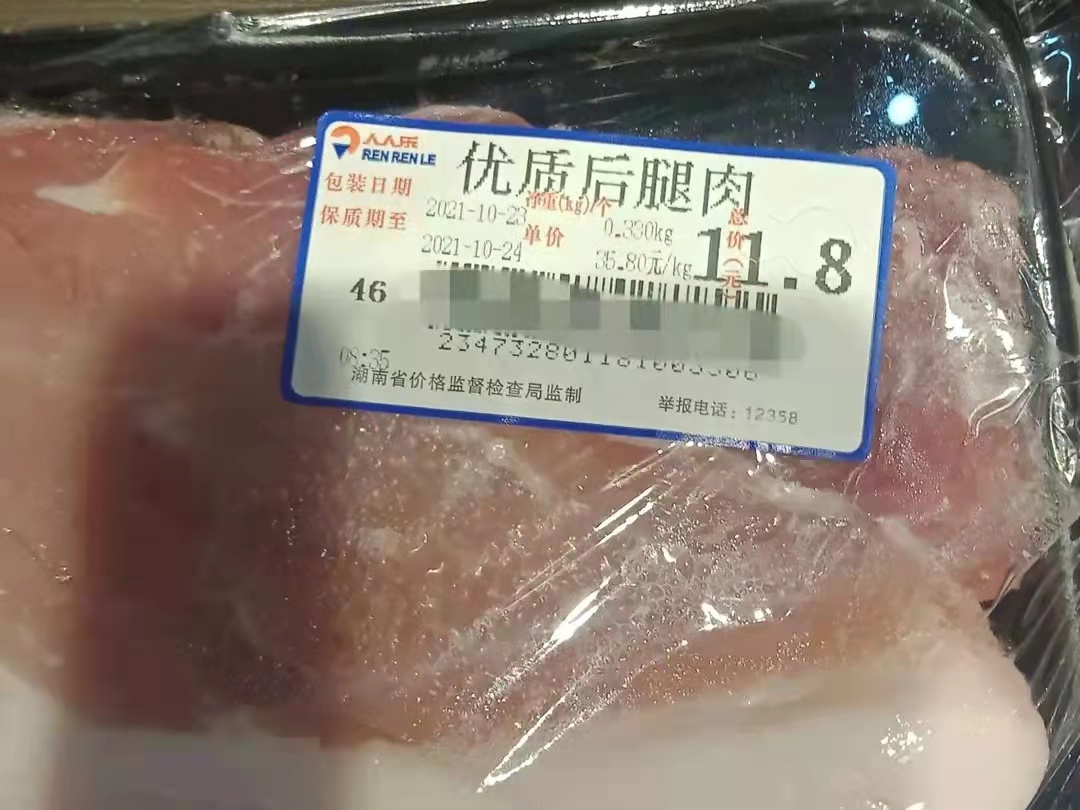 人人乐
RENRENLE
优质后腿肉
包装日期
2021-10-23
净重(kg)/个
0.330kg
保质期至
2021-10-24
单价
35.80元/kg
总价(元)
11.8
46
08:35
湖南省价格监督检查局监制
举报电话：12358